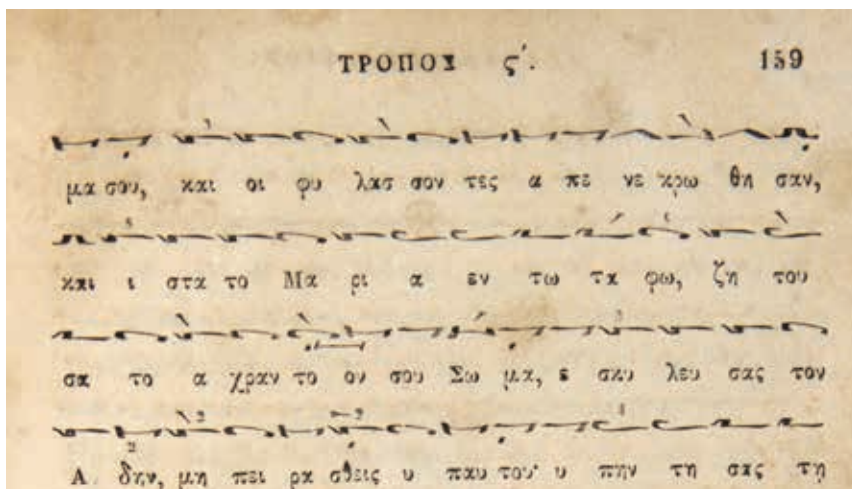 ΤΡΟΠΟΣ ς΄. 159
μα σου, και οι φυ λασ σον τες α πε νε κρω θη σαν,
και ι στα το Μα ρι α εν τω τα φω, ζη του
σα το α χραν το ον σου Σω μα, ε σκυ λευ σας τον
Α δην, μη πει ρα σθεις υ παυ του· υ πην τη σας τη